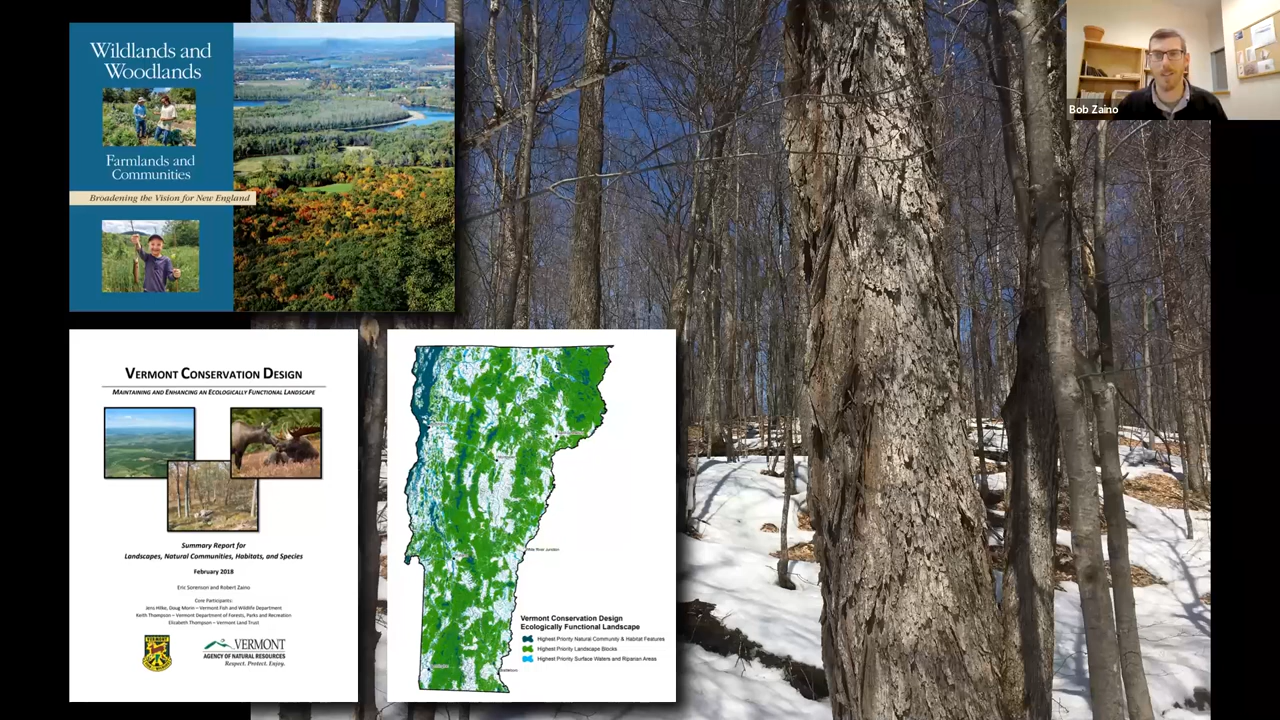 Wildlands and
Woodlands
Farmlands and
Communities
Broadening the Vision for New England
Bob Zaino
VERMONT CONSERVATION DESIGN
MAINTAINING AND ENHANCING AN ECOLOGICALLY FUNCTIONAL LANDSCAPE
Summary Report for
Landscapes, Natural Communities, Habitats, and Species
February 2018
Eric Sorenson and Robert Zaino
Core Participants:
Jens Hilke, Doug Morin – Vermont Fish and Wildlife Department
Keith Thompson – Vermont Department of Forests, Parks and Recreation
Elizabeth Thompson – Vermont Land Trust
VERMONT
VERMONT
AGENCY OF NATURAL RESOURCES
Respect. Protect. Enjoy.
White River Junction
Vermont Conservation Design
Ecologically Functional Landscape
Highest Priority Natural Community & Habitat Features
Highest Priority Landscape Blocks
Highest Priority Surface Waters and Riparian Areas